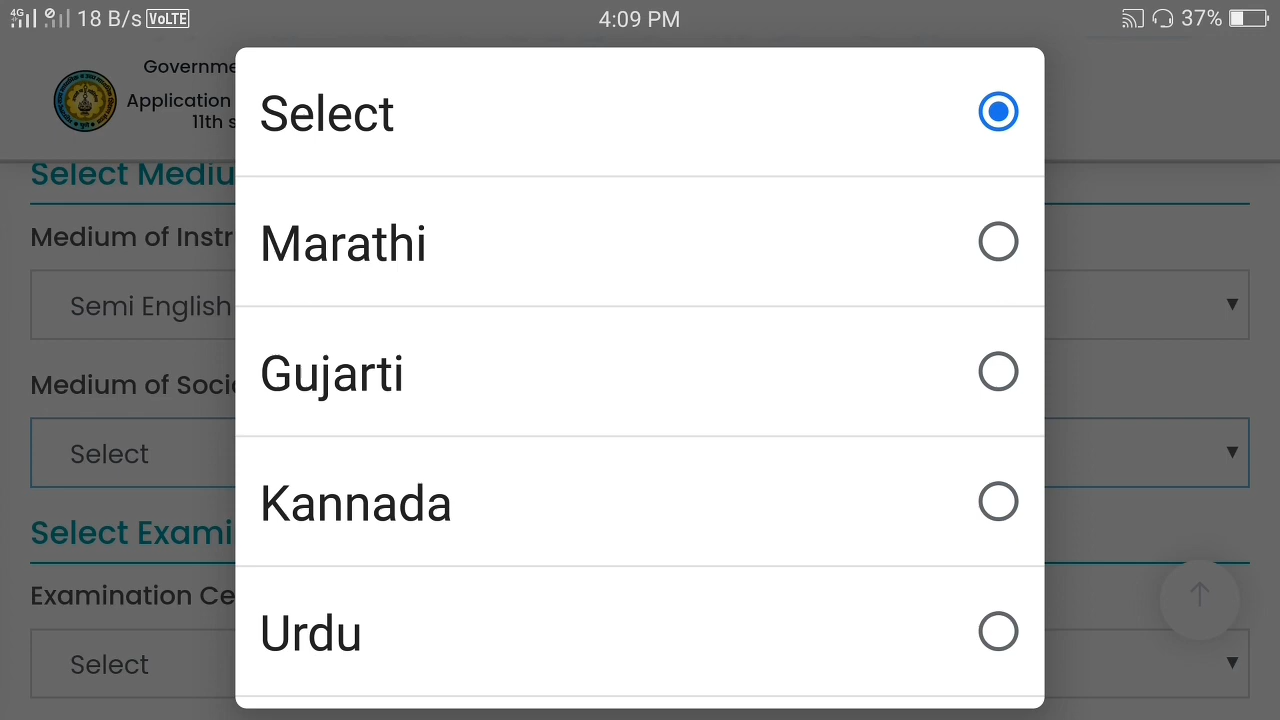 4G 18 B/s VoLTE 4:09 PM 37%
Governme
Application
11th s
Select Mediu
Medium of Instr
Semi English
Medium of Soci
Select
Select Exami
Examination Ce
Select
Select
Marathi
Gujarti
Kannada
Urdu